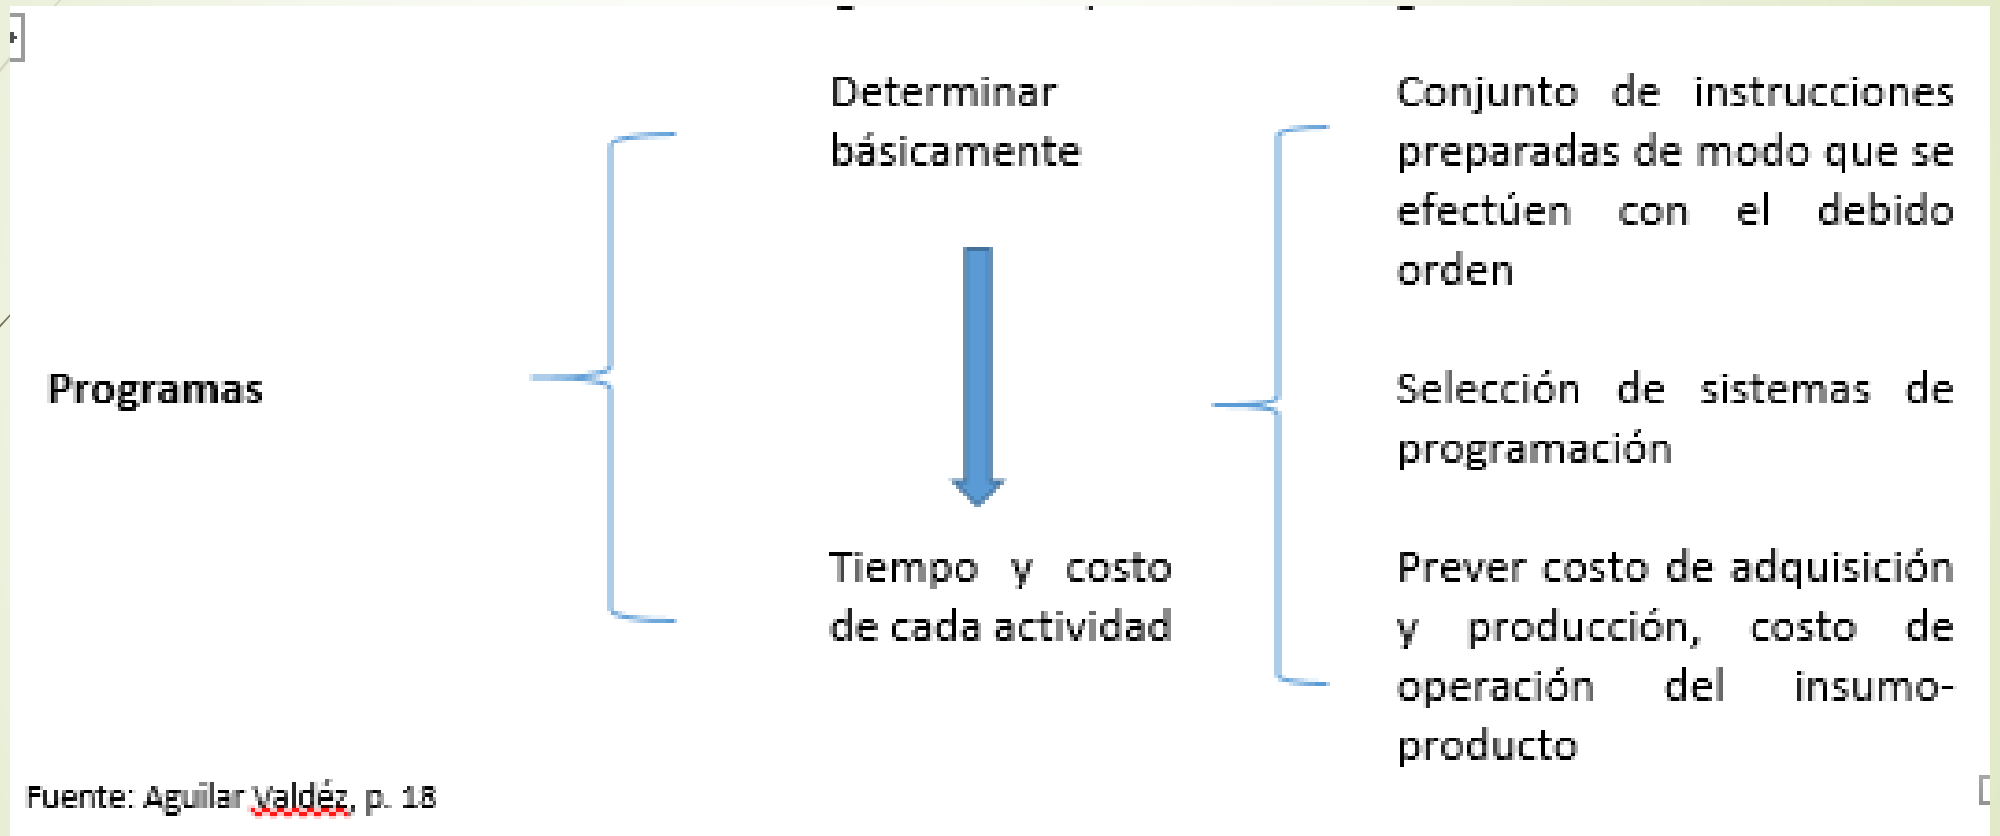 Determinar
básicamente
Tiempo y costo
de cada actividad
Conjunto de instrucciones
preparadas de modo que se
efectúen con el debido
orden
Selección de sistemas de
programación
Prever costo de adquisición
y producción, costo de
operación del insumo-
producto
Programas
Fuente: Aguilar Valdéz, p. 18